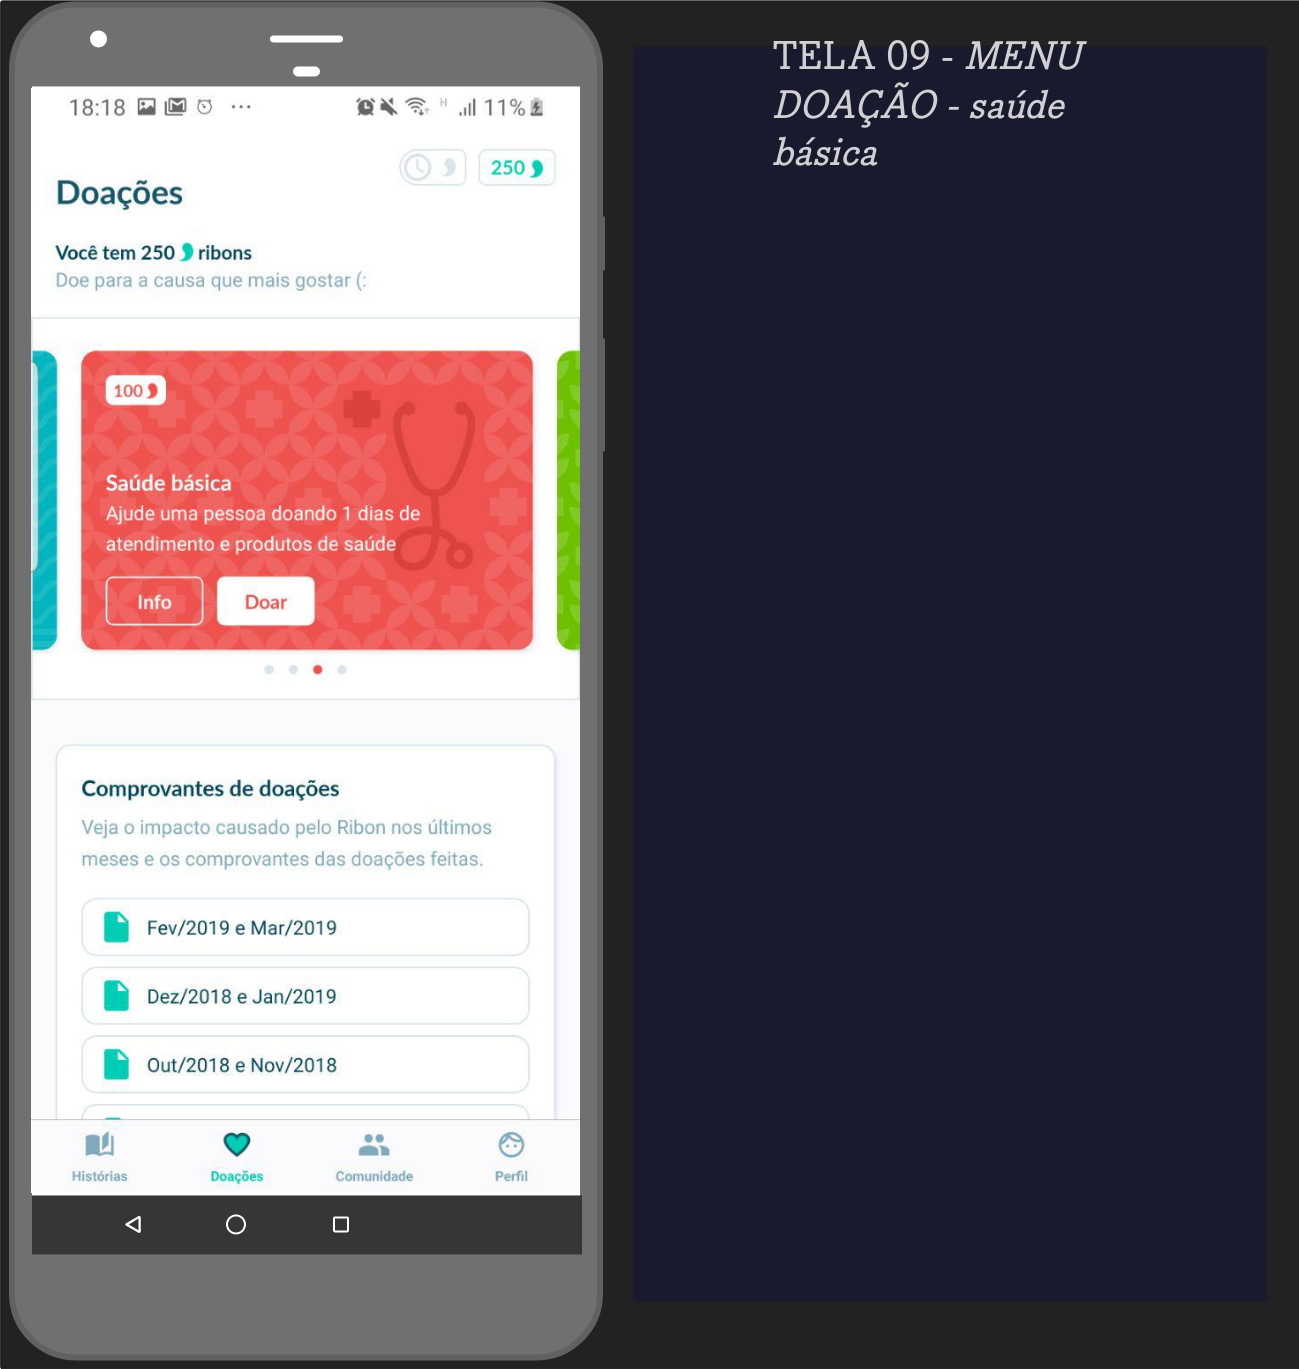 18:18
11%
250
Doações
Você tem 250 ribons
Doe para a causa que mais gostar (:
100
Saúde básica
Ajude uma pessoa doando 1 dias de
atendimento e produtos de saúde
Info
Doar
Comprovantes de doações
Veja o impacto causado pelo Ribon nos últimos
meses e os comprovantes das doações feitas.
Fev/2019 e Mar/2019
Dez/2018 e Jan/2019
Out/2018 e Nov/2018
Histórias
Doações
Comunidade
Perfil
TELA 09 - MENU
DOAÇÃO - saúde
básica